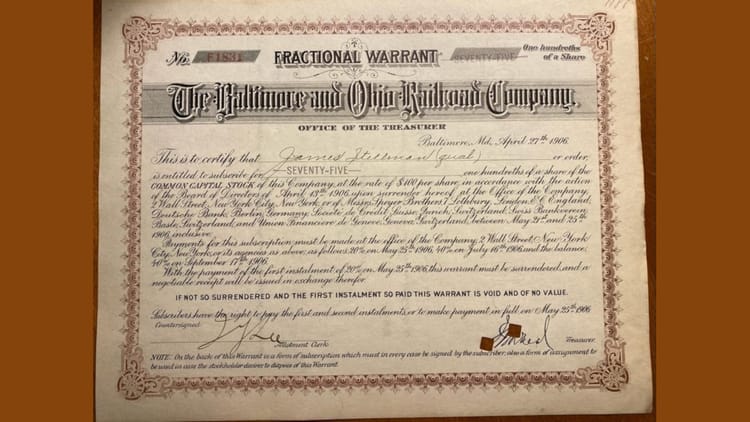 No. F1831 FRACTIONAL WARRANT SEVENTY-FIVE One hundredths of a Share
The Baltimore and Ohio Railroad Company.
OFFICE OF THE TREASURER
Baltimore, Md., April 27th 1906.
This is to certify that James Stillman (qual) or order,
is entitled to subscribe for SEVENTY-FIVE one hundredths of a share of the
COMMON CAPITAL STOCK of this Company, at the rate of $100 per share in accordance with the action
of the Board of Directors of April 13th 1906, upon surrender hereof, at the Office of the Company,
2 Wall Street, New York City, New York, or of Messrs Speyer Brothers, 7 Lothbury, London, E.C. England,
Deutsche Bank, Berlin, Germany; Societe de Credit Suisse, Zurich, Switzerland; Swiss Bankverein,
Basle, Switzerland, and Union Financiere de Geneve, Geneva, Switzerland, between May 21st and 25th
1906, inclusive.
Payments for this subscription must be made at the office of the Company, 2 Wall Street, New York
City, New York, or its agencies as above, as follows: 20% on May 25th 1906, 40% on July 16th 1906 and the balance,
40% on September 17th 1906.
With the payment of the first instalment of 20% on May 25th 1906, this warrant must be surrendered, and a
negotiable receipt will be issued in exchange therefor.
IF NOT SO SURRENDERED AND THE FIRST INSTALMENT SO PAID THIS WARRANT IS VOID AND OF NO VALUE.
Subscribers have the right to pay the first and second instalments, or to make payment in full, on May 25th 1906
Countersigned:
Lee
Allotment Clerk.
Treasurer.
NOTE: On the back of this Warrant is a form of subscription which must in every case be signed by the subscriber, also a form of assignment to
be used in case the stockholder desires to dispose of this Warrant.